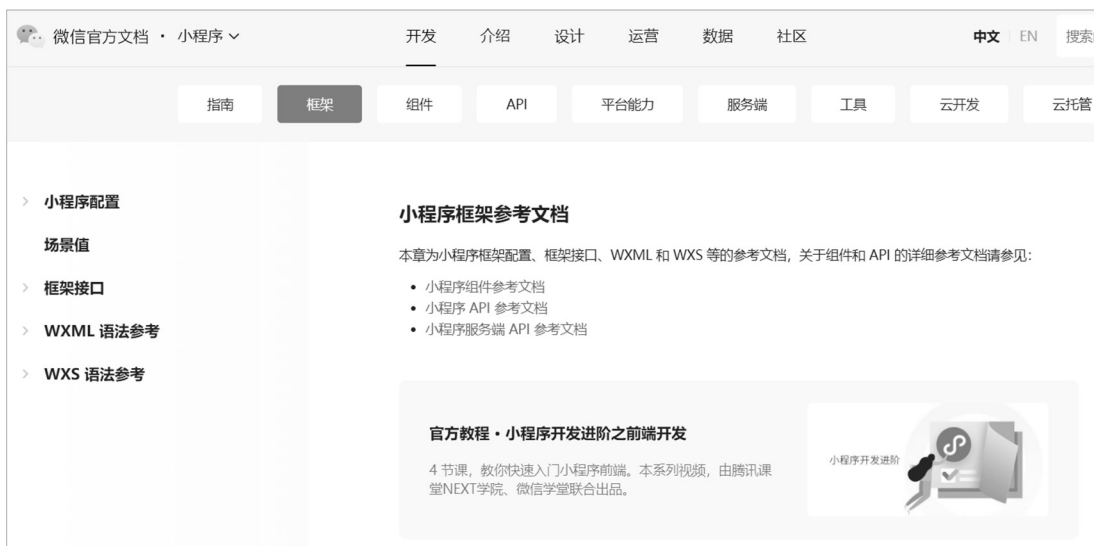 微信官方文档 · 小程序
开发 介绍 设计 运营 数据 社区 中文 EN 搜索
指南 框架 组件 API 平台能力 服务端 工具 云开发 云托管
小程序配置
场景值
框架接口
WXML 语法参考
WXS 语法参考
小程序框架参考文档
本章为小程序框架配置、框架接口、WXML 和 WXS 等的参考文档，关于组件和 API 的详细参考文档请参见：
• 小程序组件参考文档
• 小程序 API 参考文档
• 小程序服务端 API 参考文档
官方教程·小程序开发进阶之前端开发
4 节课，教你快速入门小程序前端。本系列视频，由腾讯课
堂NEXT学院、微信学堂联合出品。
小程序开发进阶